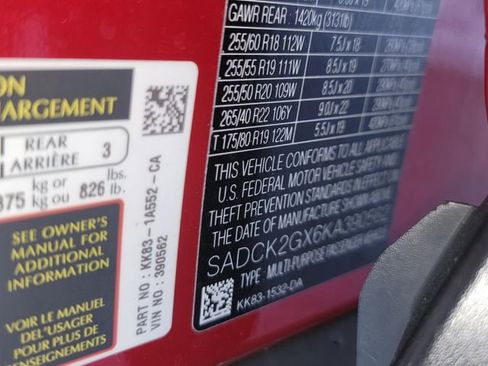 ON
CHARGEMENT
REAR
ARRIÈRE 3
375 kg or lbs.
kg ou 826 lb.
SEE OWNER'S
MANUAL FOR
ADDITIONAL
INFORMATION
VOIR LE MANUEL
DE L'USAGER
POUR PLUS DE
RENSEIGNEMENTS
PART NO : KK83-1A552-CA
VIN : 390562
GAWR REAR : 1420kg (3131lb)
255/60 R18 112W 7.5J x 18
255/55 R19 111W 8.5J x 19
255/50 R20 109W 8.5J x 20
265/40 R22 106Y 9.0J x 22
T 175/80 R19 122M 5.5J x 19
THIS VEHICLE CONFORMS TO ALL APPLICABLE
U.S. FEDERAL MOTOR VEHICLE SAFETY AND
THEFT PREVENTION STANDARDS IN EFFECT
THE DATE OF MANUFACTURE SHOWN ABOVE
SADCK2GX6KA390562
TYPE : MULTI-PURPOSE PASSENGER
KK83-1532-DA